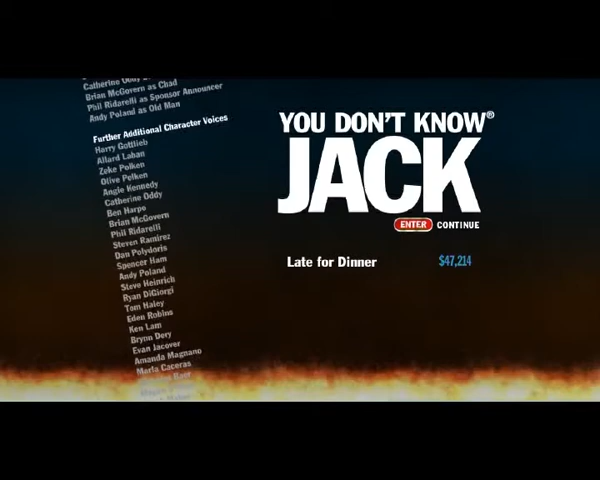 Brian McGovern as Chad
Phil Ridarelli as Sponsor Announcer
Andy Poland as Old Man
Further Additional Character Voices
Harry Gottlieb
Allard Laban
Zeke Polken
Olive Pelken
Angie Kennedy
Catherine Oddy
Ben Harpo
Brian McGovern
Phil Ridarelli
Steven Ramirez
Dan Polydoris
Spencer Ham
Andy Poland
Steve Heinrich
Ryan DiGiorgi
Tom Haley
Eden Robins
Ken Lam
Brynn Dery
Evan Jacover
Amanda Magnano
Marla Caceras
YOU DON'T KNOW®
JACK
ENTER CONTINUE
Late for Dinner $47,214